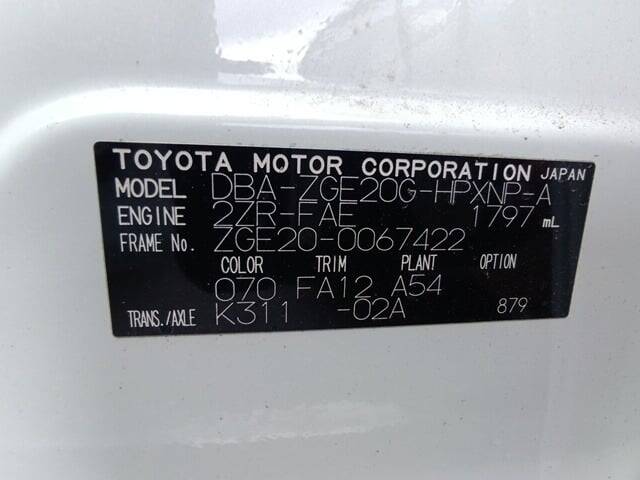 TOYOTA MOTOR CORPORATION JAPAN
MODEL DBA-ZGE20G-HPXNP-A
ENGINE 2ZR-FAE 1797 mL
FRAME No. ZGE20-0067422
COLOR TRIM PLANT OPTION
070 FA12 A54
TRANS./AXLE K311 -02A 879